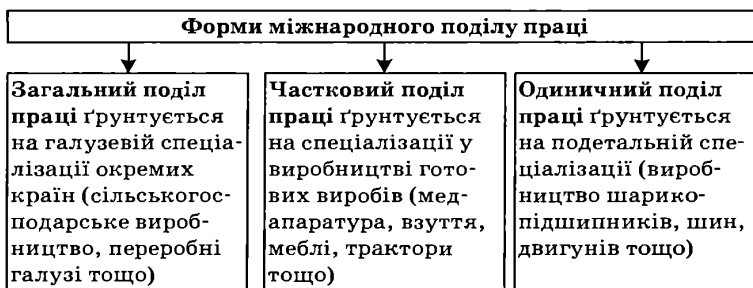 Форми міжнародного поділу праці
Загальний поділ
праці ґрунтується
на галузевій спеціа-
лізації окремих
країн (сільськогос-
подарське вироб-
ництво, переробні
галузі тощо)
Частковий поділ
праці ґрунтується
на спеціалізації у
виробництві гото-
вих виробів (мед-
апаратура, взуття,
меблі, трактори
тощо)
Одиничний поділ
праці ґрунтується
на подетальній спе-
ціалізації (вироб-
ництво шарико-
підшипників, шин,
двигунів тощо)